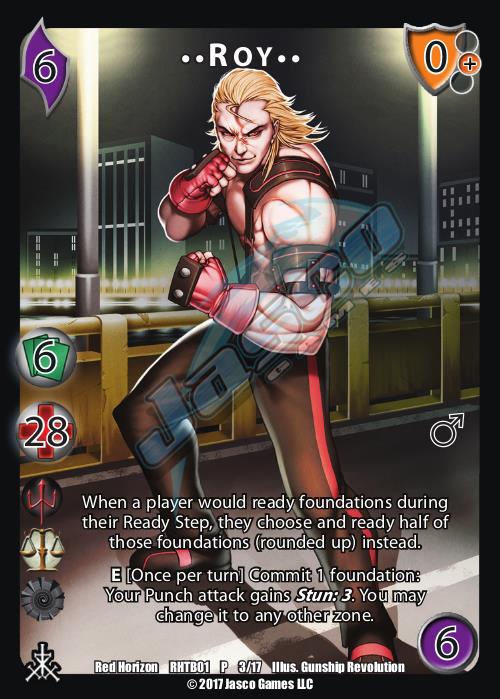 6
••ROY••
0
+
6
28
When a player would ready foundations during
their Ready Step, they choose and ready half of
those foundations (rounded up) instead.
E [Once per turn] Commit 1 foundation:
Your Punch attack gains Stun: 3. You may
change it to any other zone.
6
Red Horizon RHTB01 P 3/17 Illus. Gunship Revolution
© 2017 Jasco Games LLC
Jasco
GAMES